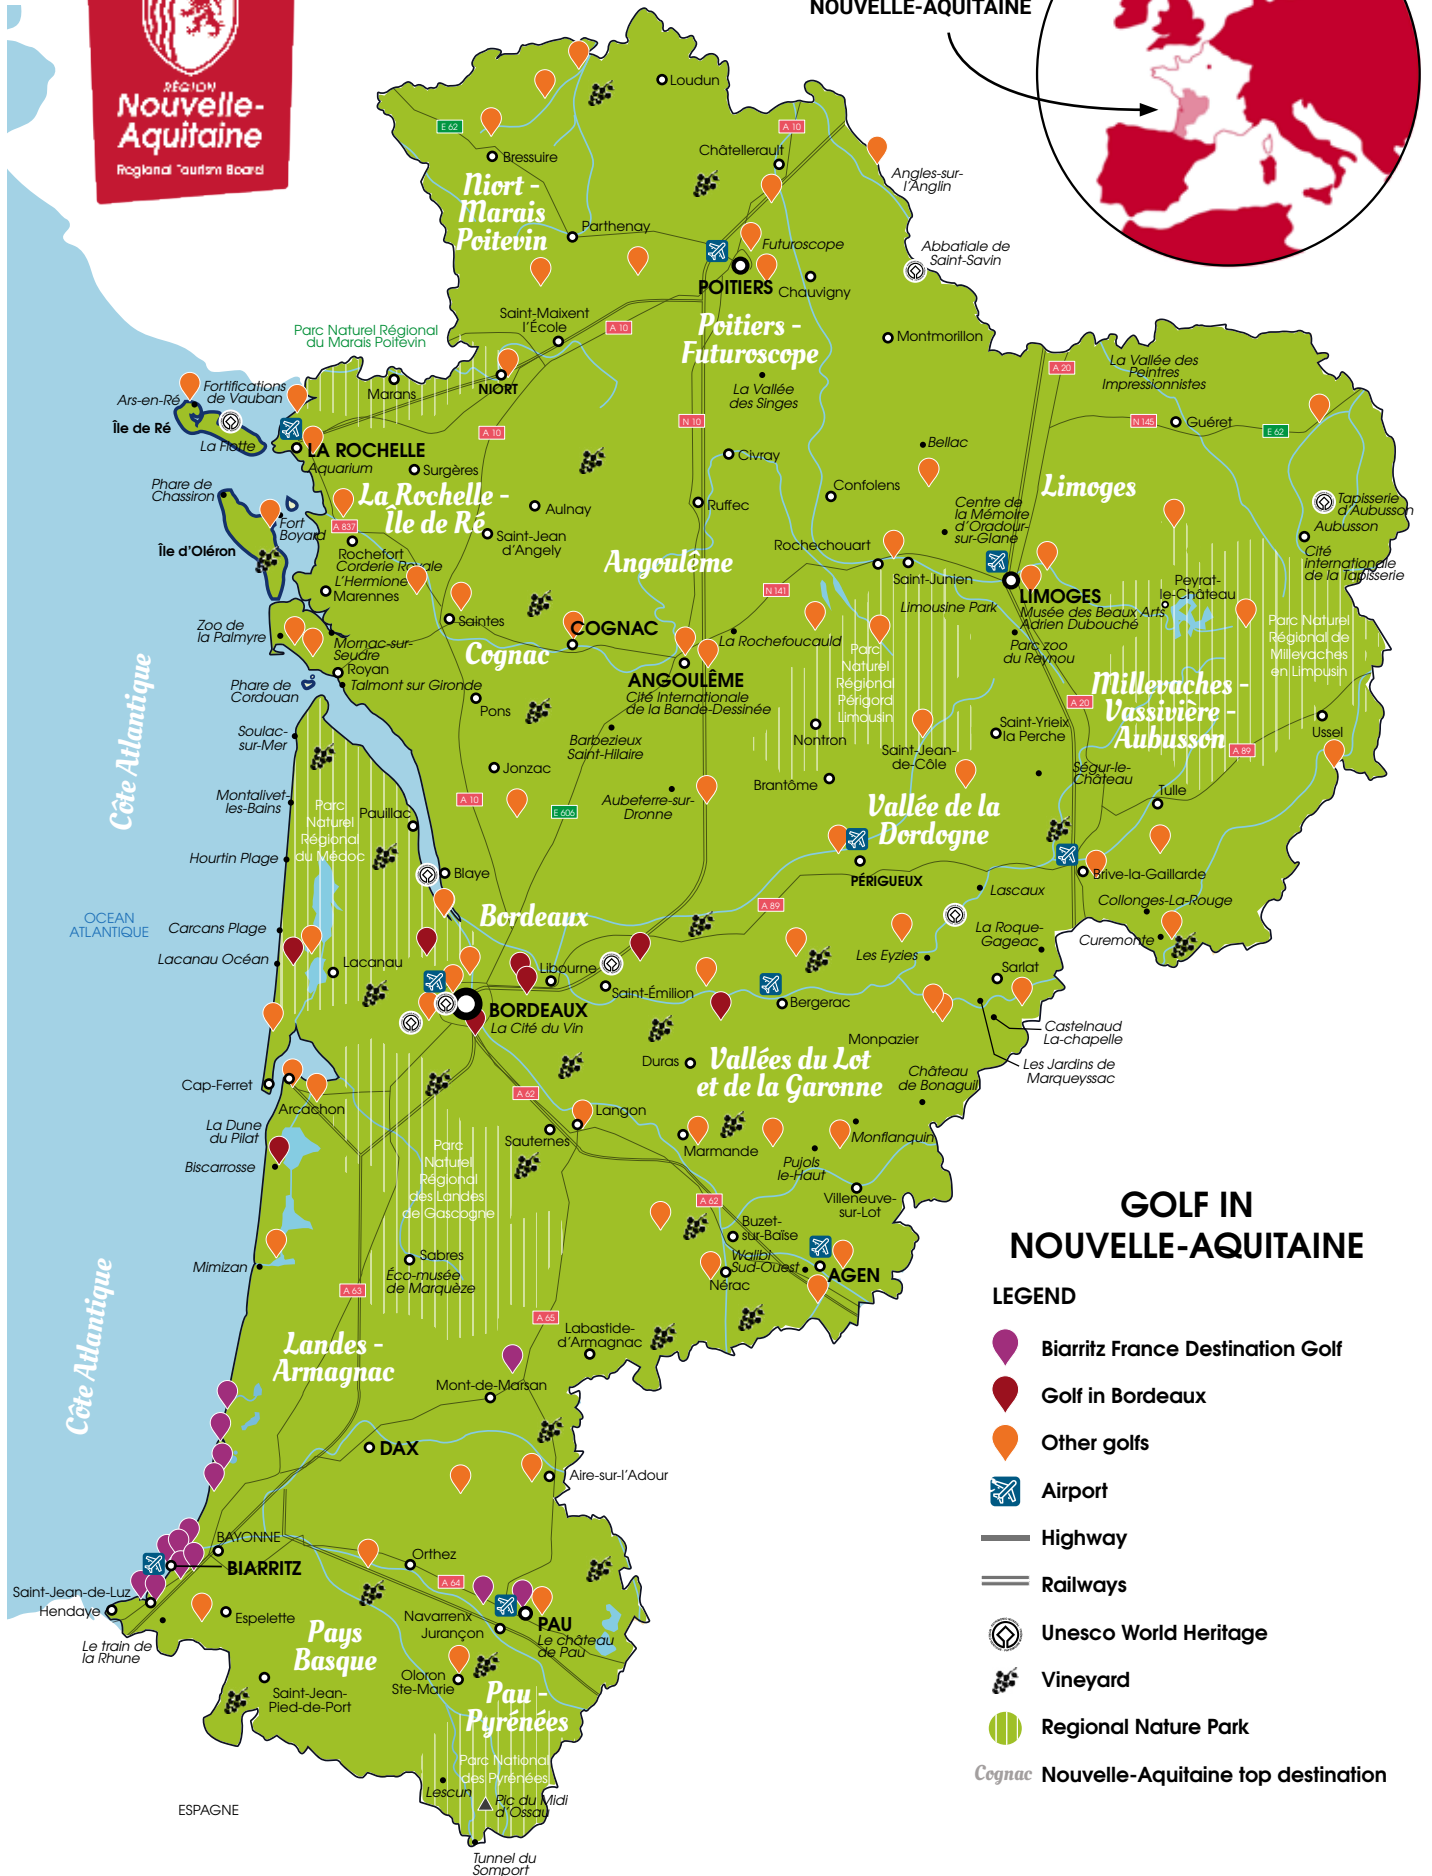 NOUVELLE-AQUITAINE
RÉGION
Nouvelle-
Aquitaine
Regional Tourism Board
Loudun
E 62
A 10
Bressuire
Châtellerault
Angles-sur-
l'Anglin
Niort -
Marais
Poitevin
Parthenay
Futuroscope
Abbatiale de
Saint-Savin
POITIERS
Chauvigny
Saint-Maixent
l'École
A 10
Poitiers -
Futuroscope
Montmorillon
Parc Naturel Régional
du Marais Poitevin
La Vallée des
Peintres
Impressionnistes
A 20
NIORT
La Vallée
des Singes
Marans
Fortifications
de Vauban
Ars-en-Ré
Île de Ré
La Flotte
LA ROCHELLE
Aquarium
A 10
N 10
N 145
Guéret
E 62
Surgères
Civray
Bellac
Phare de
Chassiron
La Rochelle -
Île de Ré
Confolens
Limoges
Aulnay
Ruffec
Centre de
la Mémoire
d'Oradour-
sur-Glane
Tapisserie
d'Aubusson
Aubusson
Fort
Boyard
A 837
Île d'Oléron
Rochefort
Corderie Royale
L'Hermione
Marennes
Saint-Jean
d'Angely
Rochechouart
Cité
internationale
de la Tapisserie
Angoulême
Saint-Junien
N 141
Peyrat-
le-Château
LIMOGES
Musée des Beaux Arts
Adrien Dubouché
Limousine Park
Saintes
Zoo de
la Palmyre
Mornac-sur-
Seudre
COGNAC
Cognac
La Rochefoucauld
Parc zoo
du Reynou
Parc Naturel
Régional de
Millevaches
en Limousin
Parc
Naturel
Régional
Périgord
Limousin
Royan
Talmont sur Gironde
Phare de
Cordouan
ANGOULÊME
Cité Internationale
de la Bande-Dessinée
Pons
Millevaches -
Vassivière -
Aubusson
A 20
Soulac-
sur-Mer
Barbezieux
Saint-Hilaire
Nontron
Saint-Yrieix
la Perche
Saint-Jean-
de-Côle
A 89
Ussel
Côte Atlantique
Jonzac
Ségur-le-
Château
Brantôme
Tulle
Montalivet-
les-Bains
A 10
E 606
Aubeterre-sur-
Dronne
Vallée de la
Dordogne
Parc
Naturel
Régional
du Médoc
Pauillac
Hourtin Plage
Blaye
PÉRIGUEUX
Brive-la-Gaillarde
Lascaux
Collonges-La-Rouge
OCEAN
ATLANTIQUE
Carcans Plage
Bordeaux
A 89
La Roque-
Gageac
Curemonte
Lacanau Océan
Lacanau
Libourne
Les Eyzies
Sarlat
Saint-Émilion
Bergerac
BORDEAUX
La Cité du Vin
Castelnaud
La-chapelle
Monpazier
Duras
Vallées du Lot
et de la Garonne
Les Jardins de
Marqueyssac
Château
de Bonaguil
Cap-Ferret
A 62
Arcachon
Langon
La Dune
du Pilat
Sauternes
Monflanquin
Marmande
Biscarrosse
Parc
Naturel
Régional
des Landes
de Gascogne
Pujols
le-Haut
Villeneuve-
sur-Lot
A 62
Buzet-
sur-Baïse
Mimizan
Sabres
Éco-musée
de Marquèze
Walibi
Sud-Ouest
AGEN
Nérac
A 63
A 65
Côte Atlantique
Landes -
Armagnac
Labastide-
d'Armagnac
Mont-de-Marsan
DAX
Aire-sur-l'Adour
BAYONNE
BIARRITZ
Orthez
A 64
Saint-Jean-de-Luz
Hendaye
Espelette
Navarrenx
Jurançon
PAU
Le château
de Pau
Le train de
la Rhune
Pays
Basque
Oloron
Ste-Marie
Saint-Jean-
Pied-de-Port
Pau -
Pyrénées
Parc National
des Pyrénées
Lescun
Pic du Midi
d'Ossau
ESPAGNE
Tunnel du
Somport
GOLF IN
NOUVELLE-AQUITAINE
LEGEND
Biarritz France Destination Golf
Golf in Bordeaux
Other golfs
Airport
Highway
Railways
Unesco World Heritage
Vineyard
Regional Nature Park
Cognac Nouvelle-Aquitaine top destination